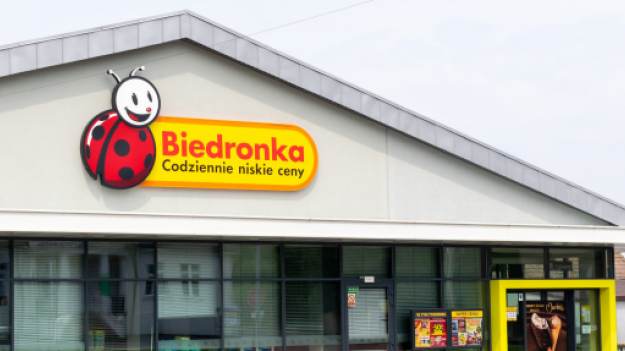 Biedronka
Codziennie niskie ceny